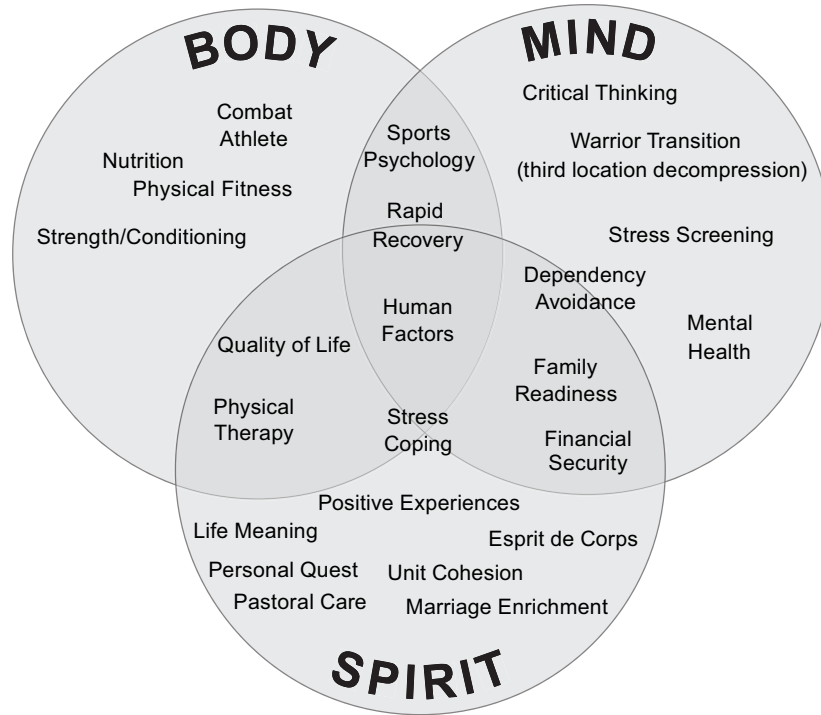 BODY
MIND
Combat
Athlete
Nutrition
Physical Fitness
Strength/Conditioning
Sports
Psychology
Rapid
Recovery
Human
Factors
Critical Thinking
Warrior Transition
(third location decompression)
Stress Screening
Dependency
Avoidance
Mental
Health
Family
Readiness
Financial
Security
Quality of Life
Physical
Therapy
Stress
Coping
Positive Experiences
Life Meaning
Esprit de Corps
Personal Quest
Unit Cohesion
Pastoral Care
Marriage Enrichment
SPIRIT